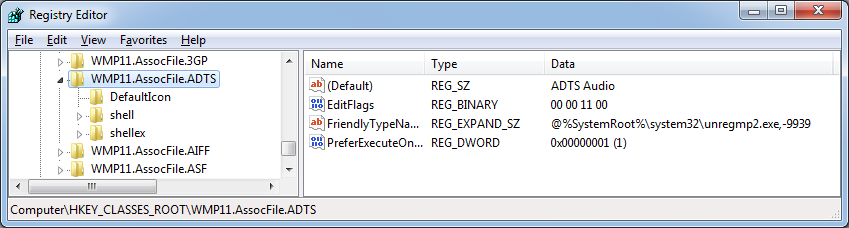 Registry Editor
File Edit View Favorites Help
WMP11.AssocFile.3GP
WMP11.AssocFile.ADTS
DefaultIcon
shell
shellex
WMP11.AssocFile.AIFF
WMP11.AssocFile.ASF
Name Type Data
(Default) REG_SZ ADTS Audio
EditFlags REG_BINARY 00 00 11 00
FriendlyTypeNa... REG_EXPAND_SZ @%SystemRoot%\system32\unregmp2.exe,-9939
PreferExecuteOn... REG_DWORD 0x00000001 (1)
Computer\HKEY_CLASSES_ROOT\WMP11.AssocFile.ADTS